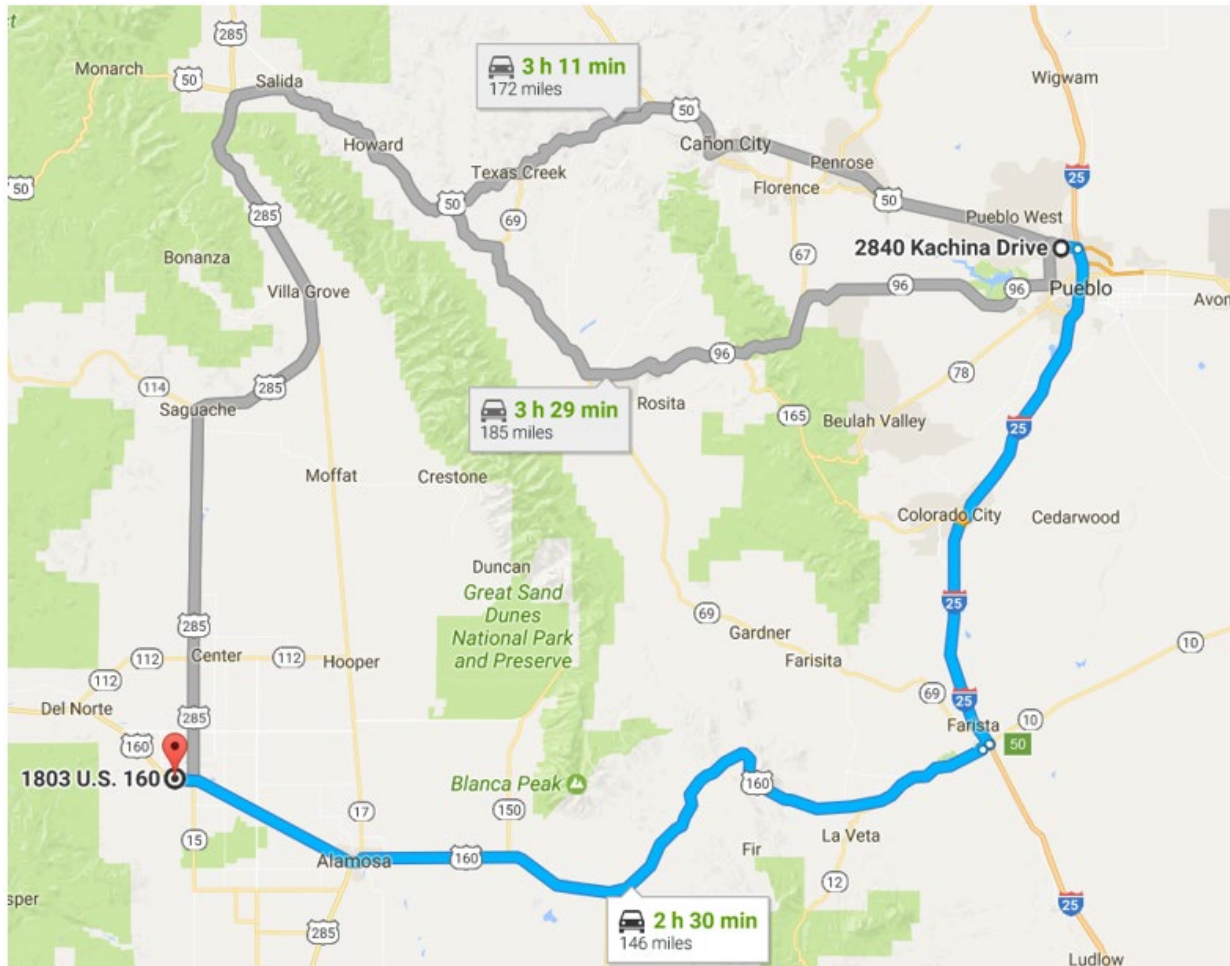 285
Monarch
50
Salida
3 h 11 min
172 miles
Wigwam
50
Howard
Cañon City
Penrose
25
Texas Creek
Florence
50
50
50
69
285
Pueblo West
2840 Kachina Drive
67
Bonanza
Villa Grove
96
96
Pueblo
Avon
114
285
96
78
Saguache
3 h 29 min
185 miles
Rosita
165
Beulah Valley
25
Moffat
Crestone
Colorado City
Cedarwood
Duncan
Great Sand
Dunes
National Park
and Preserve
25
69
285
Gardner
112
Center
112
Hooper
Farisita
10
112
69
25
Del Norte
285
Farista
10
50
160
1803 U.S. 160
Blanca Peak
160
17
150
15
La Veta
Alamosa
160
Fir
12
sper
2 h 30 min
146 miles
25
285
Ludlow